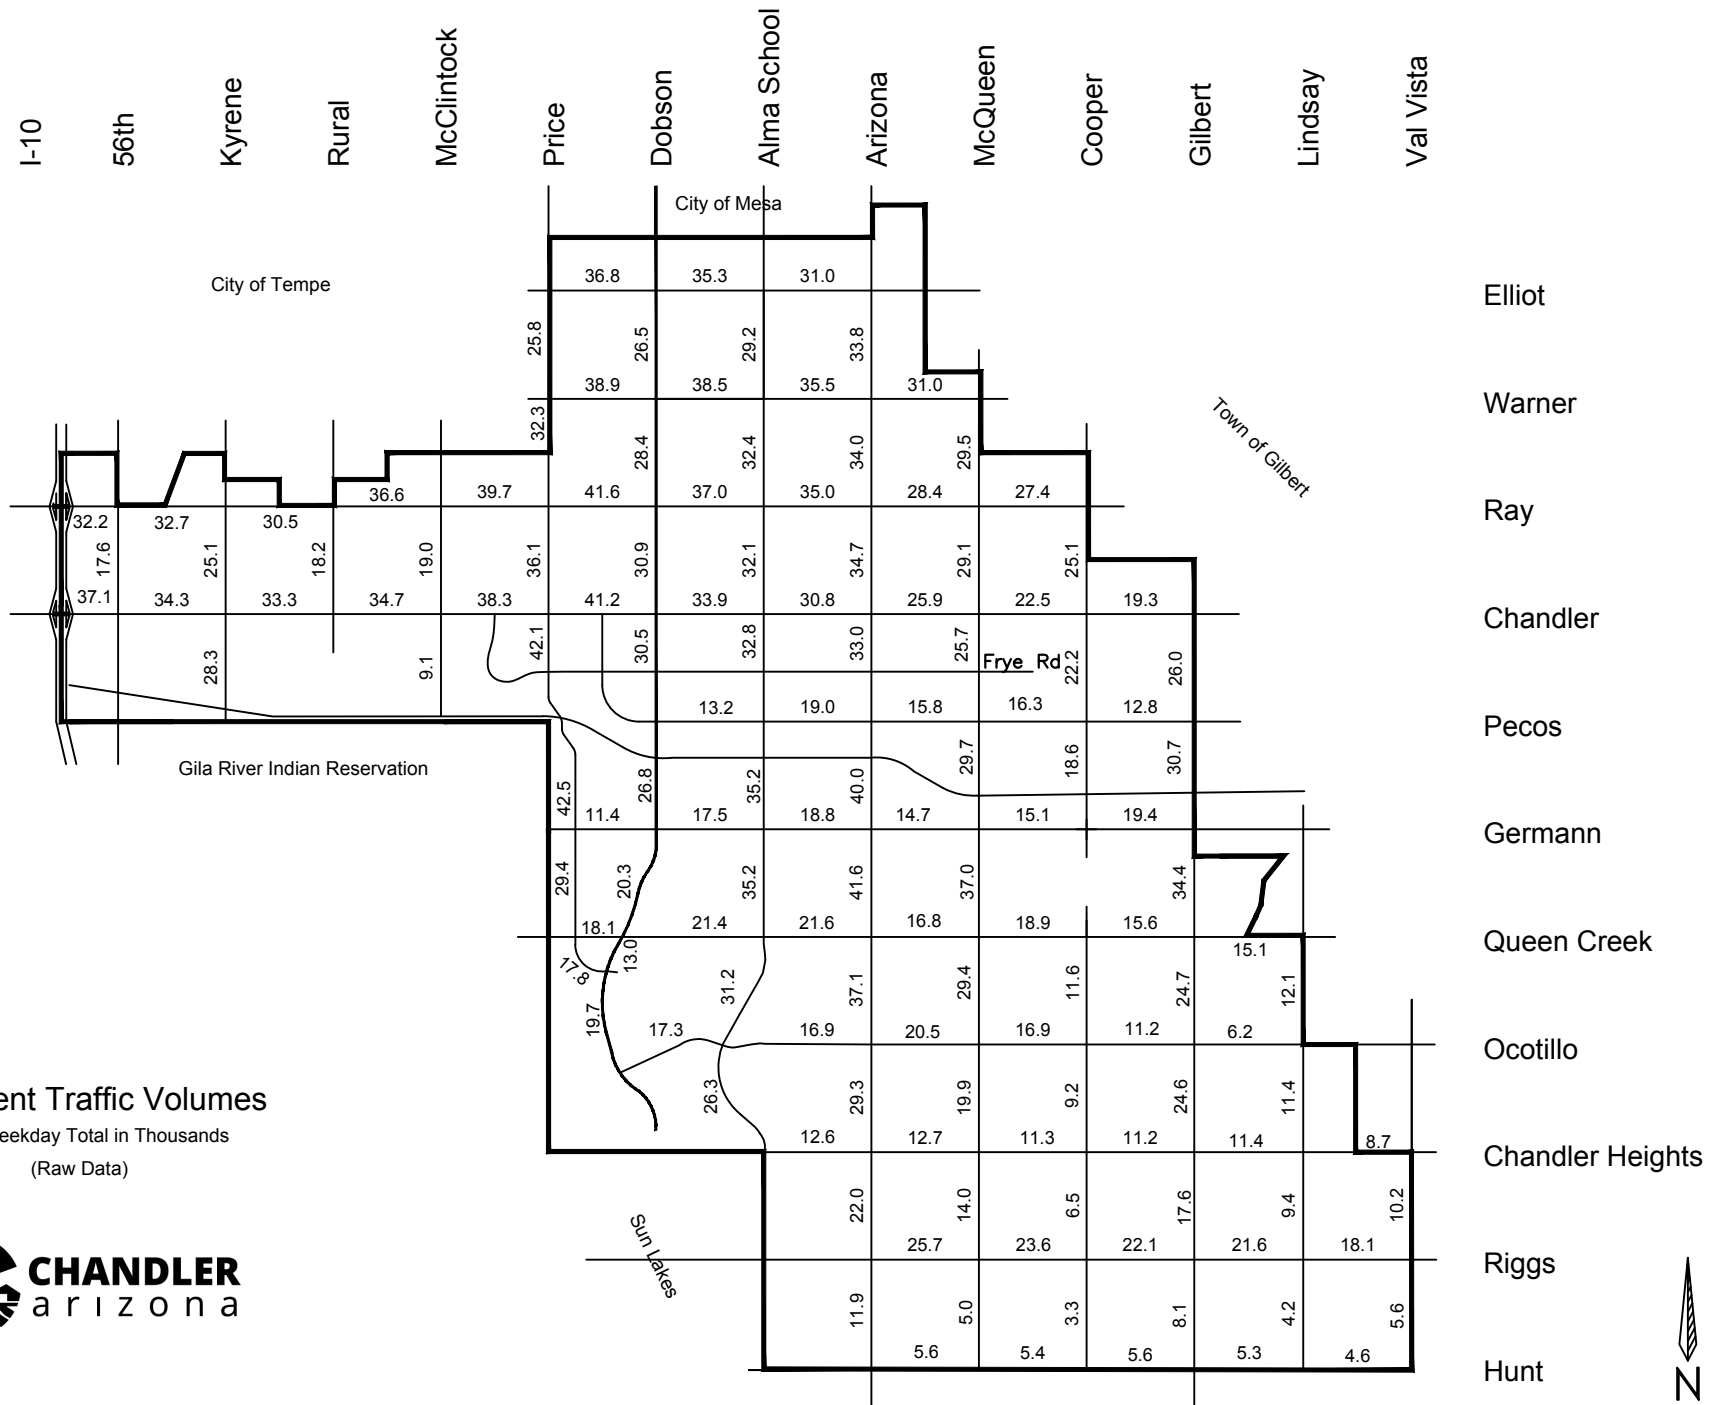 I-10
56th
Kyrene
Rural
McClintock
Price
Dobson
Alma School
Arizona
McQueen
Cooper
Gilbert
Lindsay
Val Vista
City of Mesa
City of Tempe
36.8 35.3 31.0
Elliot
25.8 26.5 29.2 33.8
38.9 38.5 35.5 31.0
Warner
32.3 28.4 32.4 34.0 29.5
Town of Gilbert
36.6 39.7 41.6 37.0 35.0 28.4 27.4
Ray
32.2 32.7 30.5
17.6 25.1 18.2 19.0 36.1 30.9 32.1 34.7 29.1 25.1
37.1 34.3 33.3 34.7 38.3 41.2 33.9 30.8 25.9 22.5 19.3
Chandler
28.3 9.1 42.1 30.5 32.8 33.0 25.7 22.2 26.0
Frye Rd
13.2 19.0 15.8 16.3 12.8
Pecos
Gila River Indian Reservation
42.5 26.8 35.2 40.0 29.7 18.6 30.7
11.4 17.5 18.8 14.7 15.1 19.4
Germann
29.4 20.3 35.2 41.6 37.0 34.4
18.1 21.4 21.6 16.8 18.9 15.6
15.1
Queen Creek
17.8 13.0 31.2 37.1 29.4 11.6 24.7 12.1
19.7
17.3 16.9 20.5 16.9 11.2 6.2
Ocotillo
26.3 29.3 19.9 9.2 24.6 11.4
12.6 12.7 11.3 11.2 11.4 8.7
Chandler Heights
22.0 14.0 6.5 17.6 9.4 10.2
25.7 23.6 22.1 21.6 18.1
Riggs
Sun Lakes
11.9 5.0 3.3 8.1 4.2 5.6
5.6 5.4 5.6 5.3 4.6
Hunt
N
ent Traffic Volumes
eekday Total in Thousands
(Raw Data)
CHANDLER
arizona